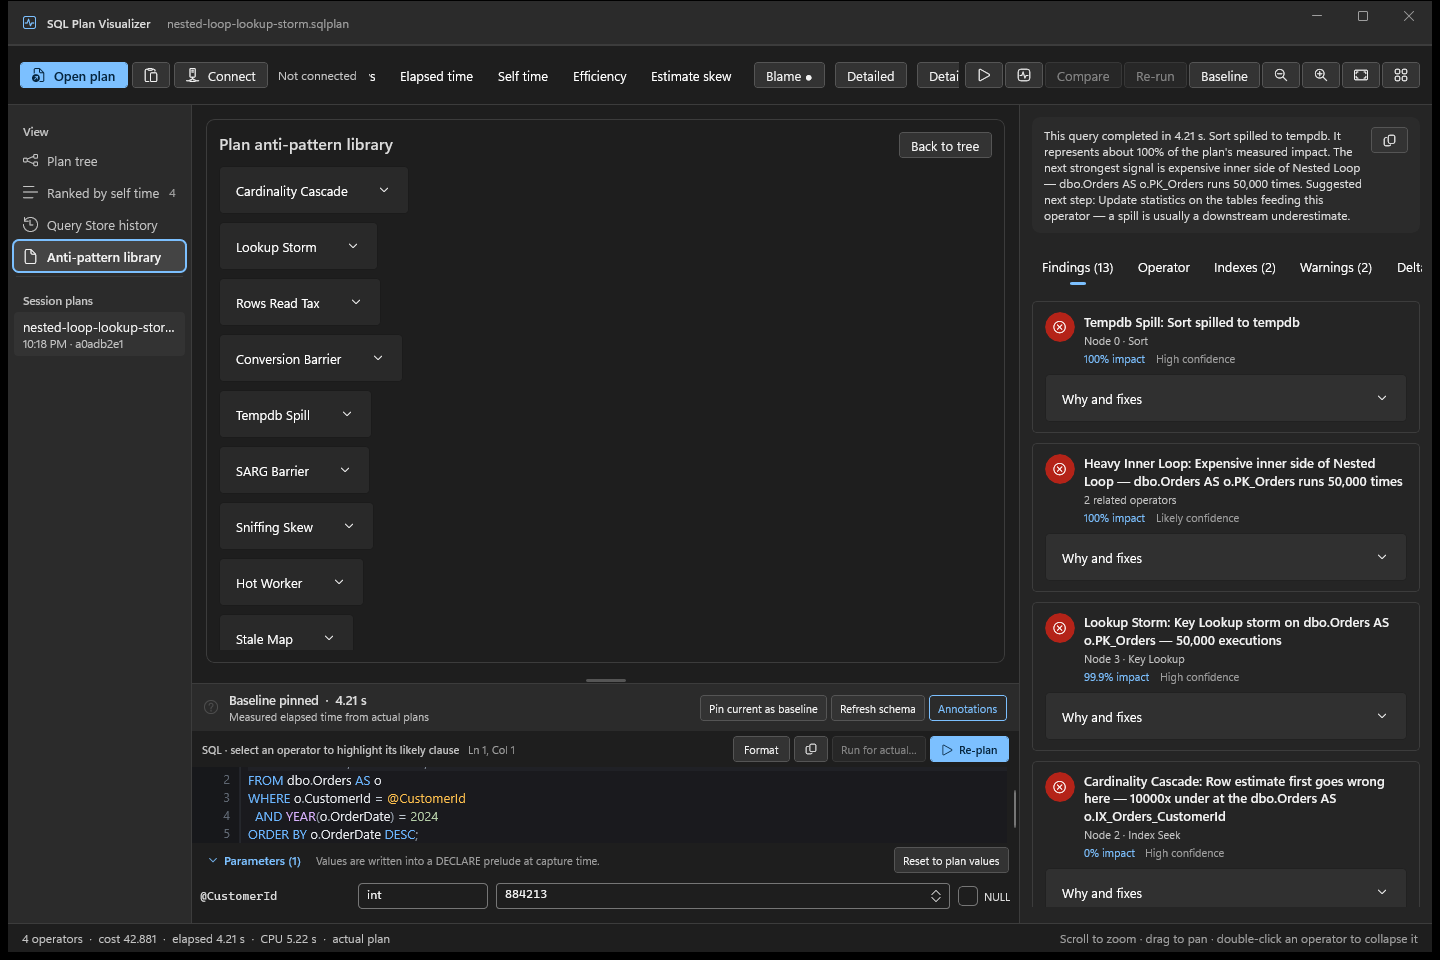 SQL Plan Visualizer nested-loop-lookup-storm.sqlplan
Open plan Connect Not connected s Elapsed time Self time Efficiency Estimate skew Blame ● Detailed Detai Compare Re-run Baseline
View
Plan tree
Ranked by self time 4
Query Store history
Anti-pattern library
Session plans
nested-loop-lookup-stor...
10:18 PM · a0adb2e1
Plan anti-pattern library
Back to tree
Cardinality Cascade
Lookup Storm
Rows Read Tax
Conversion Barrier
Tempdb Spill
SARG Barrier
Sniffing Skew
Hot Worker
Stale Map
Baseline pinned · 4.21 s
Measured elapsed time from actual plans
Pin current as baseline Refresh schema Annotations
SQL · select an operator to highlight its likely clause Ln 1, Col 1
Format Run for actual... Re-plan
2 FROM dbo.Orders AS o
3 WHERE o.CustomerId = @CustomerId
4 AND YEAR(o.OrderDate) = 2024
5 ORDER BY o.OrderDate DESC;
Parameters (1) Values are written into a DECLARE prelude at capture time.
Reset to plan values
@CustomerId int 884213 NULL
This query completed in 4.21 s. Sort spilled to tempdb. It
represents about 100% of the plan's measured impact. The
next strongest signal is expensive inner side of Nested Loop
— dbo.Orders AS o.PK_Orders runs 50,000 times. Suggested
next step: Update statistics on the tables feeding this
operator — a spill is usually a downstream underestimate.
Findings (13) Operator Indexes (2) Warnings (2) Delta
Tempdb Spill: Sort spilled to tempdb
Node 0 · Sort
100% impact High confidence
Why and fixes
Heavy Inner Loop: Expensive inner side of Nested
Loop — dbo.Orders AS o.PK_Orders runs 50,000 times
2 related operators
100% impact Likely confidence
Why and fixes
Lookup Storm: Key Lookup storm on dbo.Orders AS
o.PK_Orders — 50,000 executions
Node 3 · Key Lookup
99.9% impact High confidence
Why and fixes
Cardinality Cascade: Row estimate first goes wrong
here — 10000x under at the dbo.Orders AS
o.IX_Orders_CustomerId
Node 2 · Index Seek
0% impact High confidence
Why and fixes
4 operators · cost 42.881 · elapsed 4.21 s · CPU 5.22 s · actual plan
Scroll to zoom · drag to pan · double-click an operator to collapse it